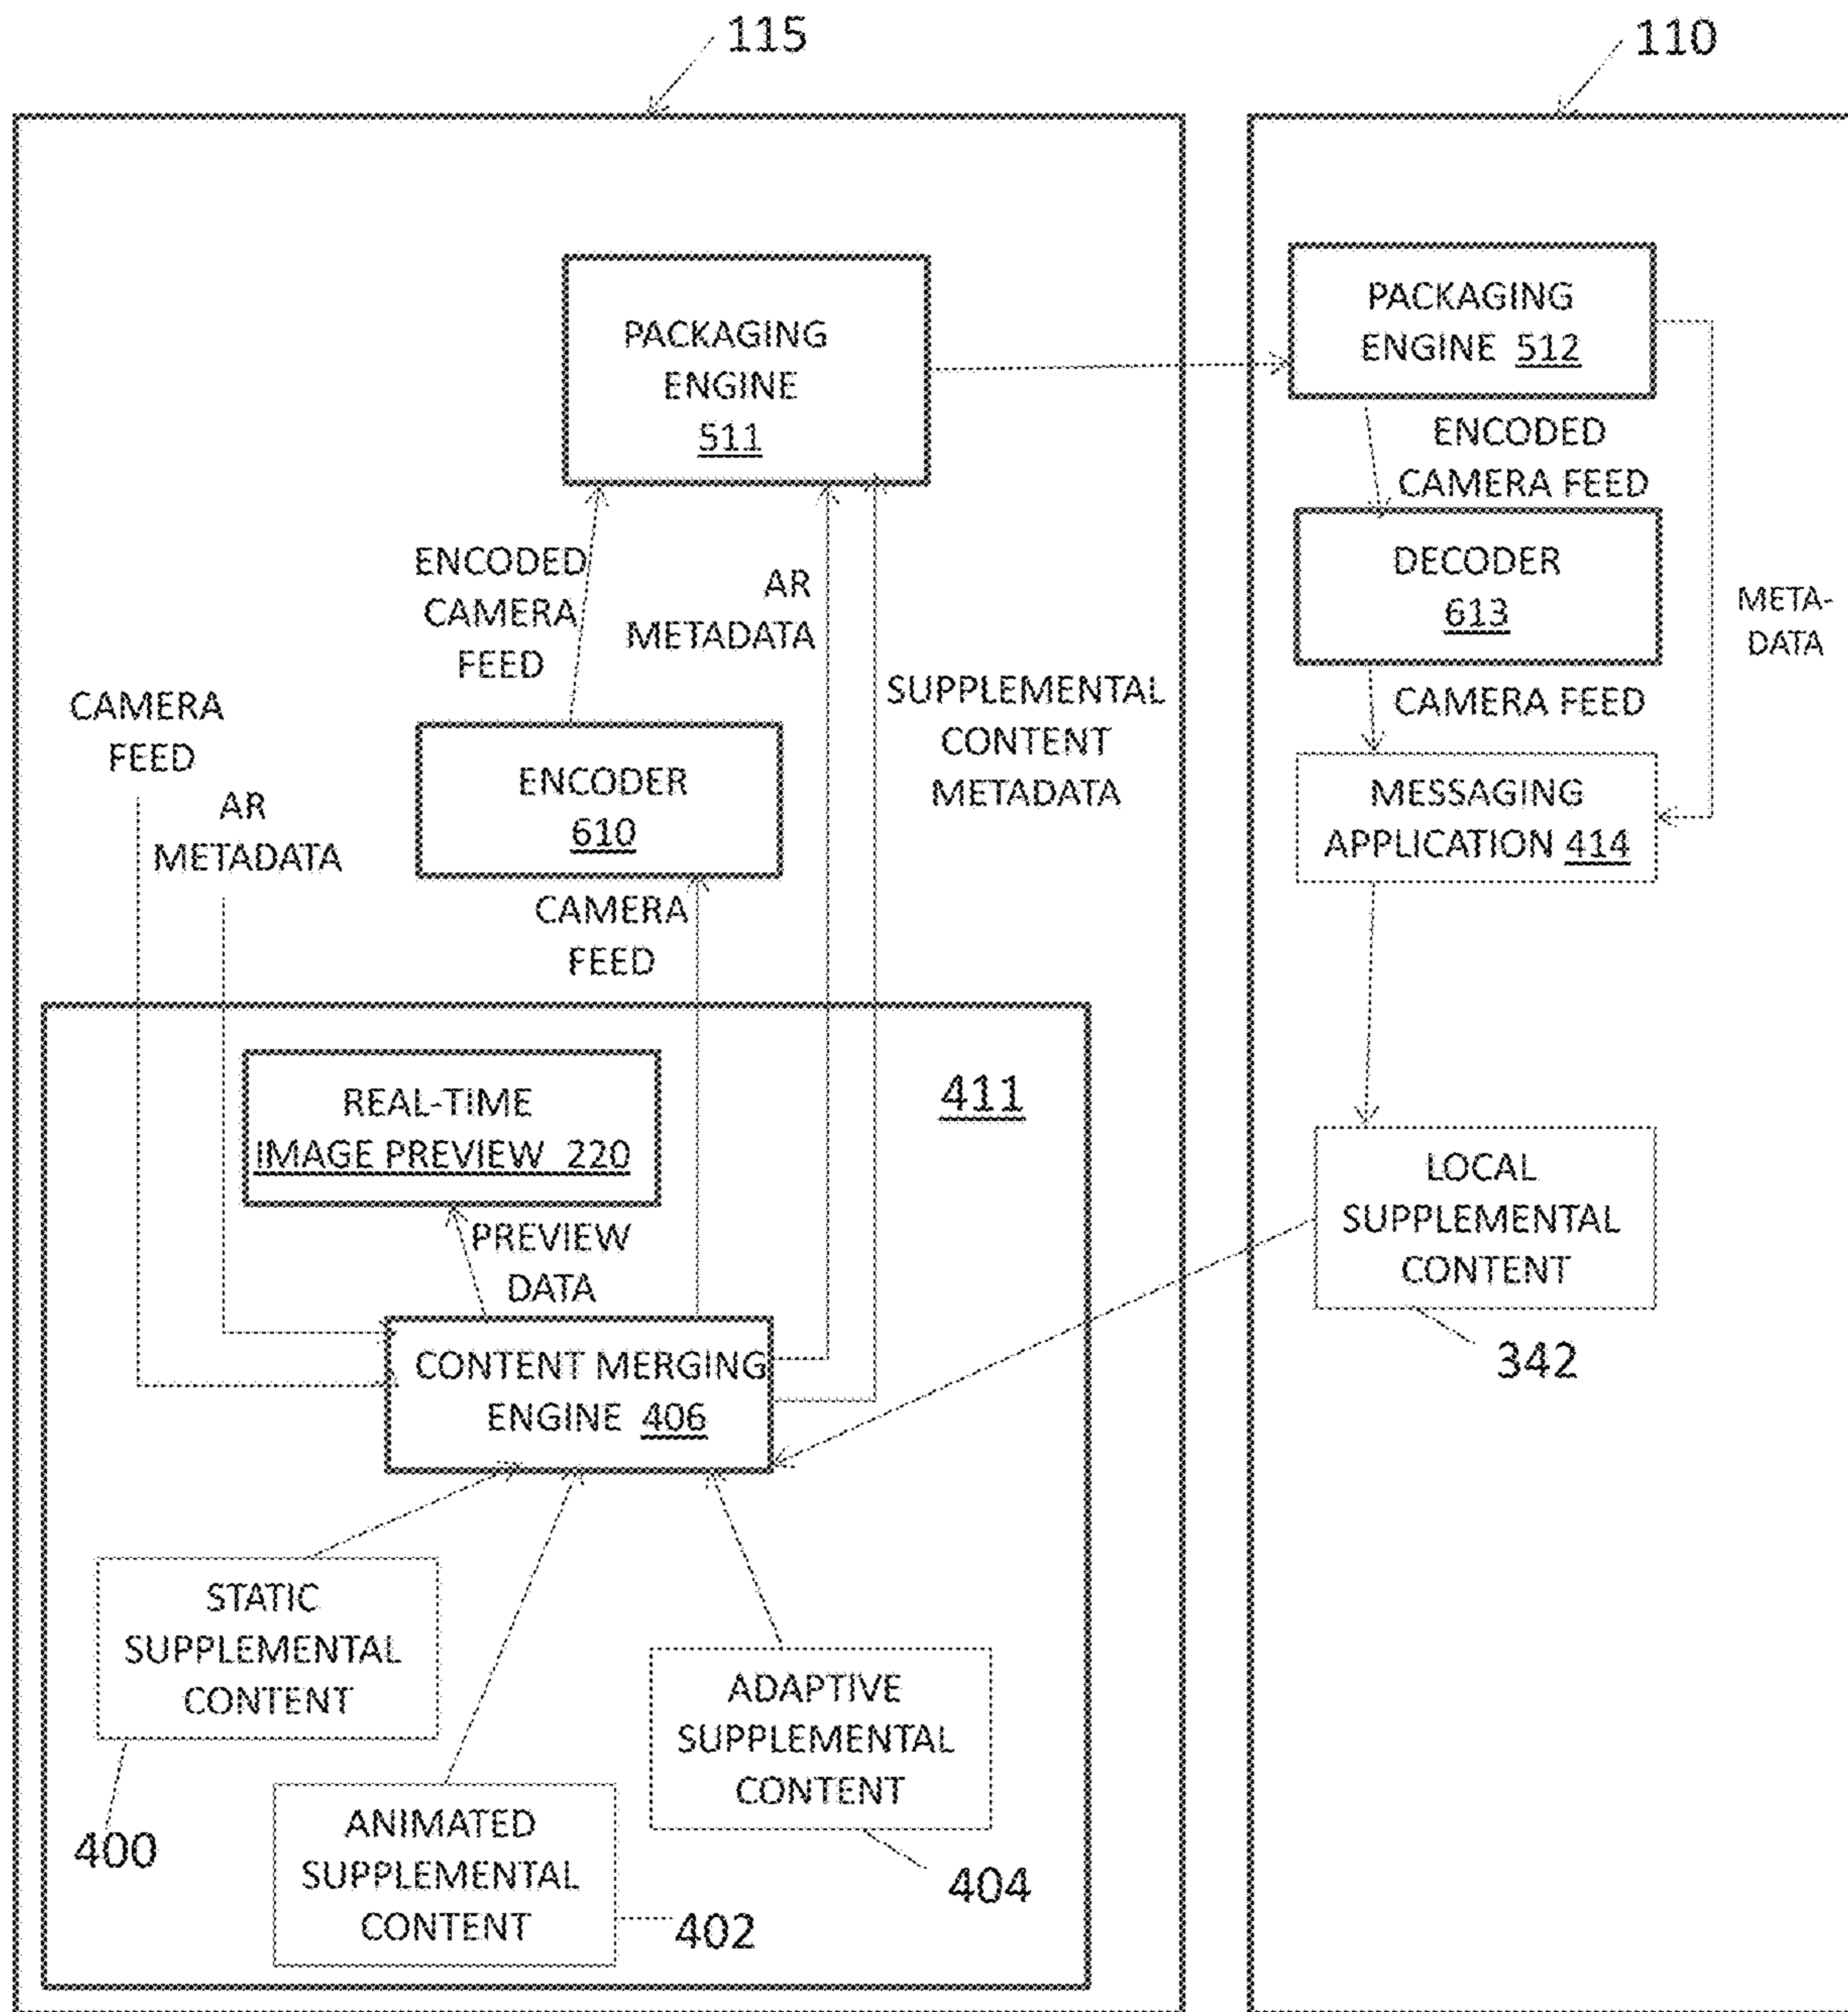 115
110
PACKAGING
ENGINE
511
PACKAGING
ENGINE 512
ENCODED
CAMERA FEED
DECODER
613
META-
DATA
CAMERA FEED
MESSAGING
APPLICATION 414
ENCODED
CAMERA
FEED
AR
METADATA
SUPPLEMENTAL
CONTENT
METADATA
CAMERA
FEED
AR
METADATA
ENCODER
610
CAMERA
FEED
411
REAL-TIME
IMAGE PREVIEW 220
PREVIEW
DATA
CONTENT MERGING
ENGINE 406
LOCAL
SUPPLEMENTAL
CONTENT
342
STATIC
SUPPLEMENTAL
CONTENT
400
ANIMATED
SUPPLEMENTAL
CONTENT
402
ADAPTIVE
SUPPLEMENTAL
CONTENT
404